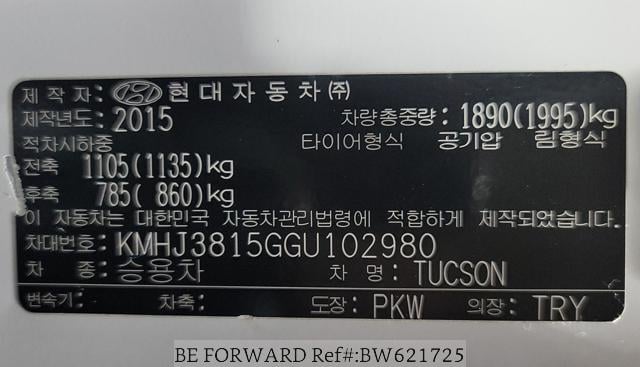 제 작 자: 현대자동차㈜
제작년도: 2015 차량총중량: 1890(1995)kg
적차시하중 타이어형식 공기압 림형식
전축 1105(1135)kg
후축 785( 860)kg
이 자동차는 대한민국 자동차관리법령에 적합하게 제작되었습니다.
차대번호: KMHJ3815GGU102980
차 종: 승용차 차 명: TUCSON
변속기: 차축: 도장: PKW 의장: TRY
BE FORWARD Ref#:BW621725